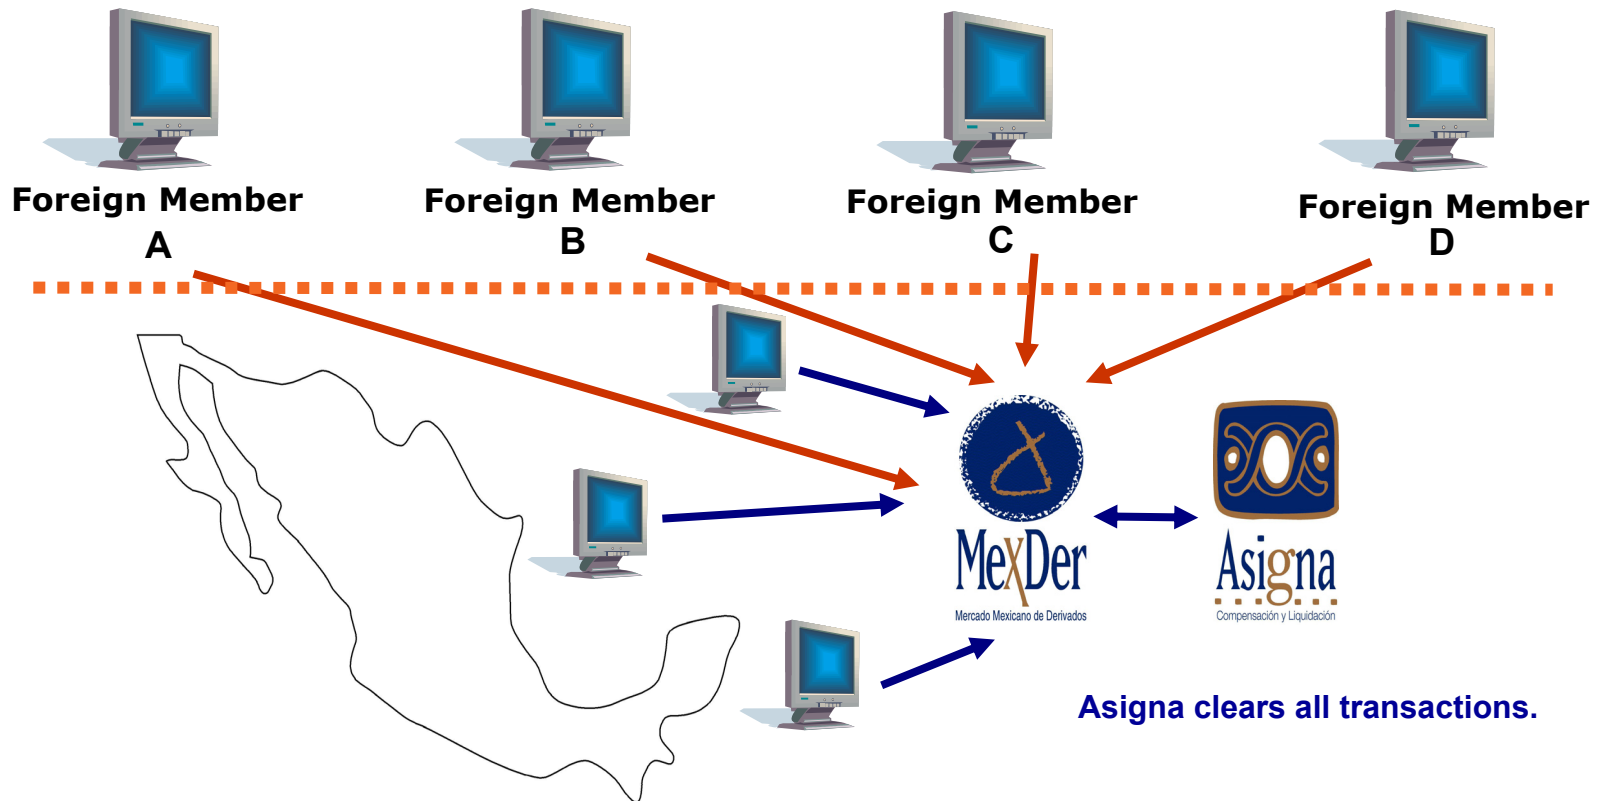 Foreign Member
A
Foreign Member
B
Foreign Member
C
Foreign Member
D
MexDer
Mercado Mexicano de Derivados
Asigna
Compensación y Liquidación
Asigna clears all transactions.